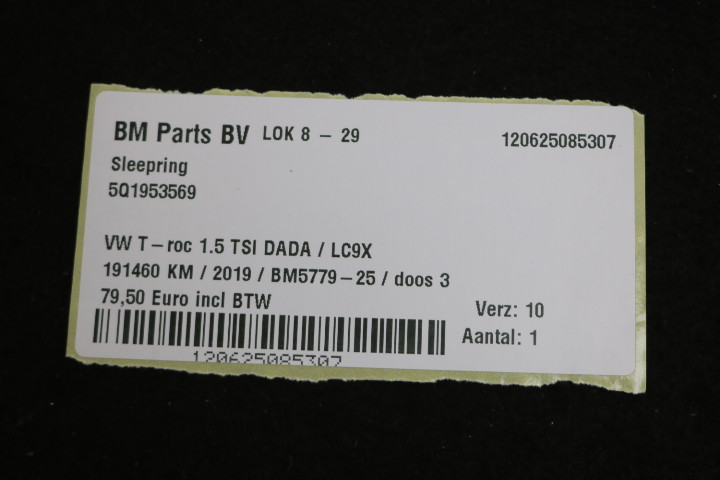 BM Parts BV LOK 8 - 29 120625085307
Sleepring
5Q1953569
VW T-roc 1.5 TSI DADA / LC9X
191460 KM / 2019 / BM5779-25 / doos 3
79,50 Euro incl BTW
Verz: 10
Aantal: 1
120625085307